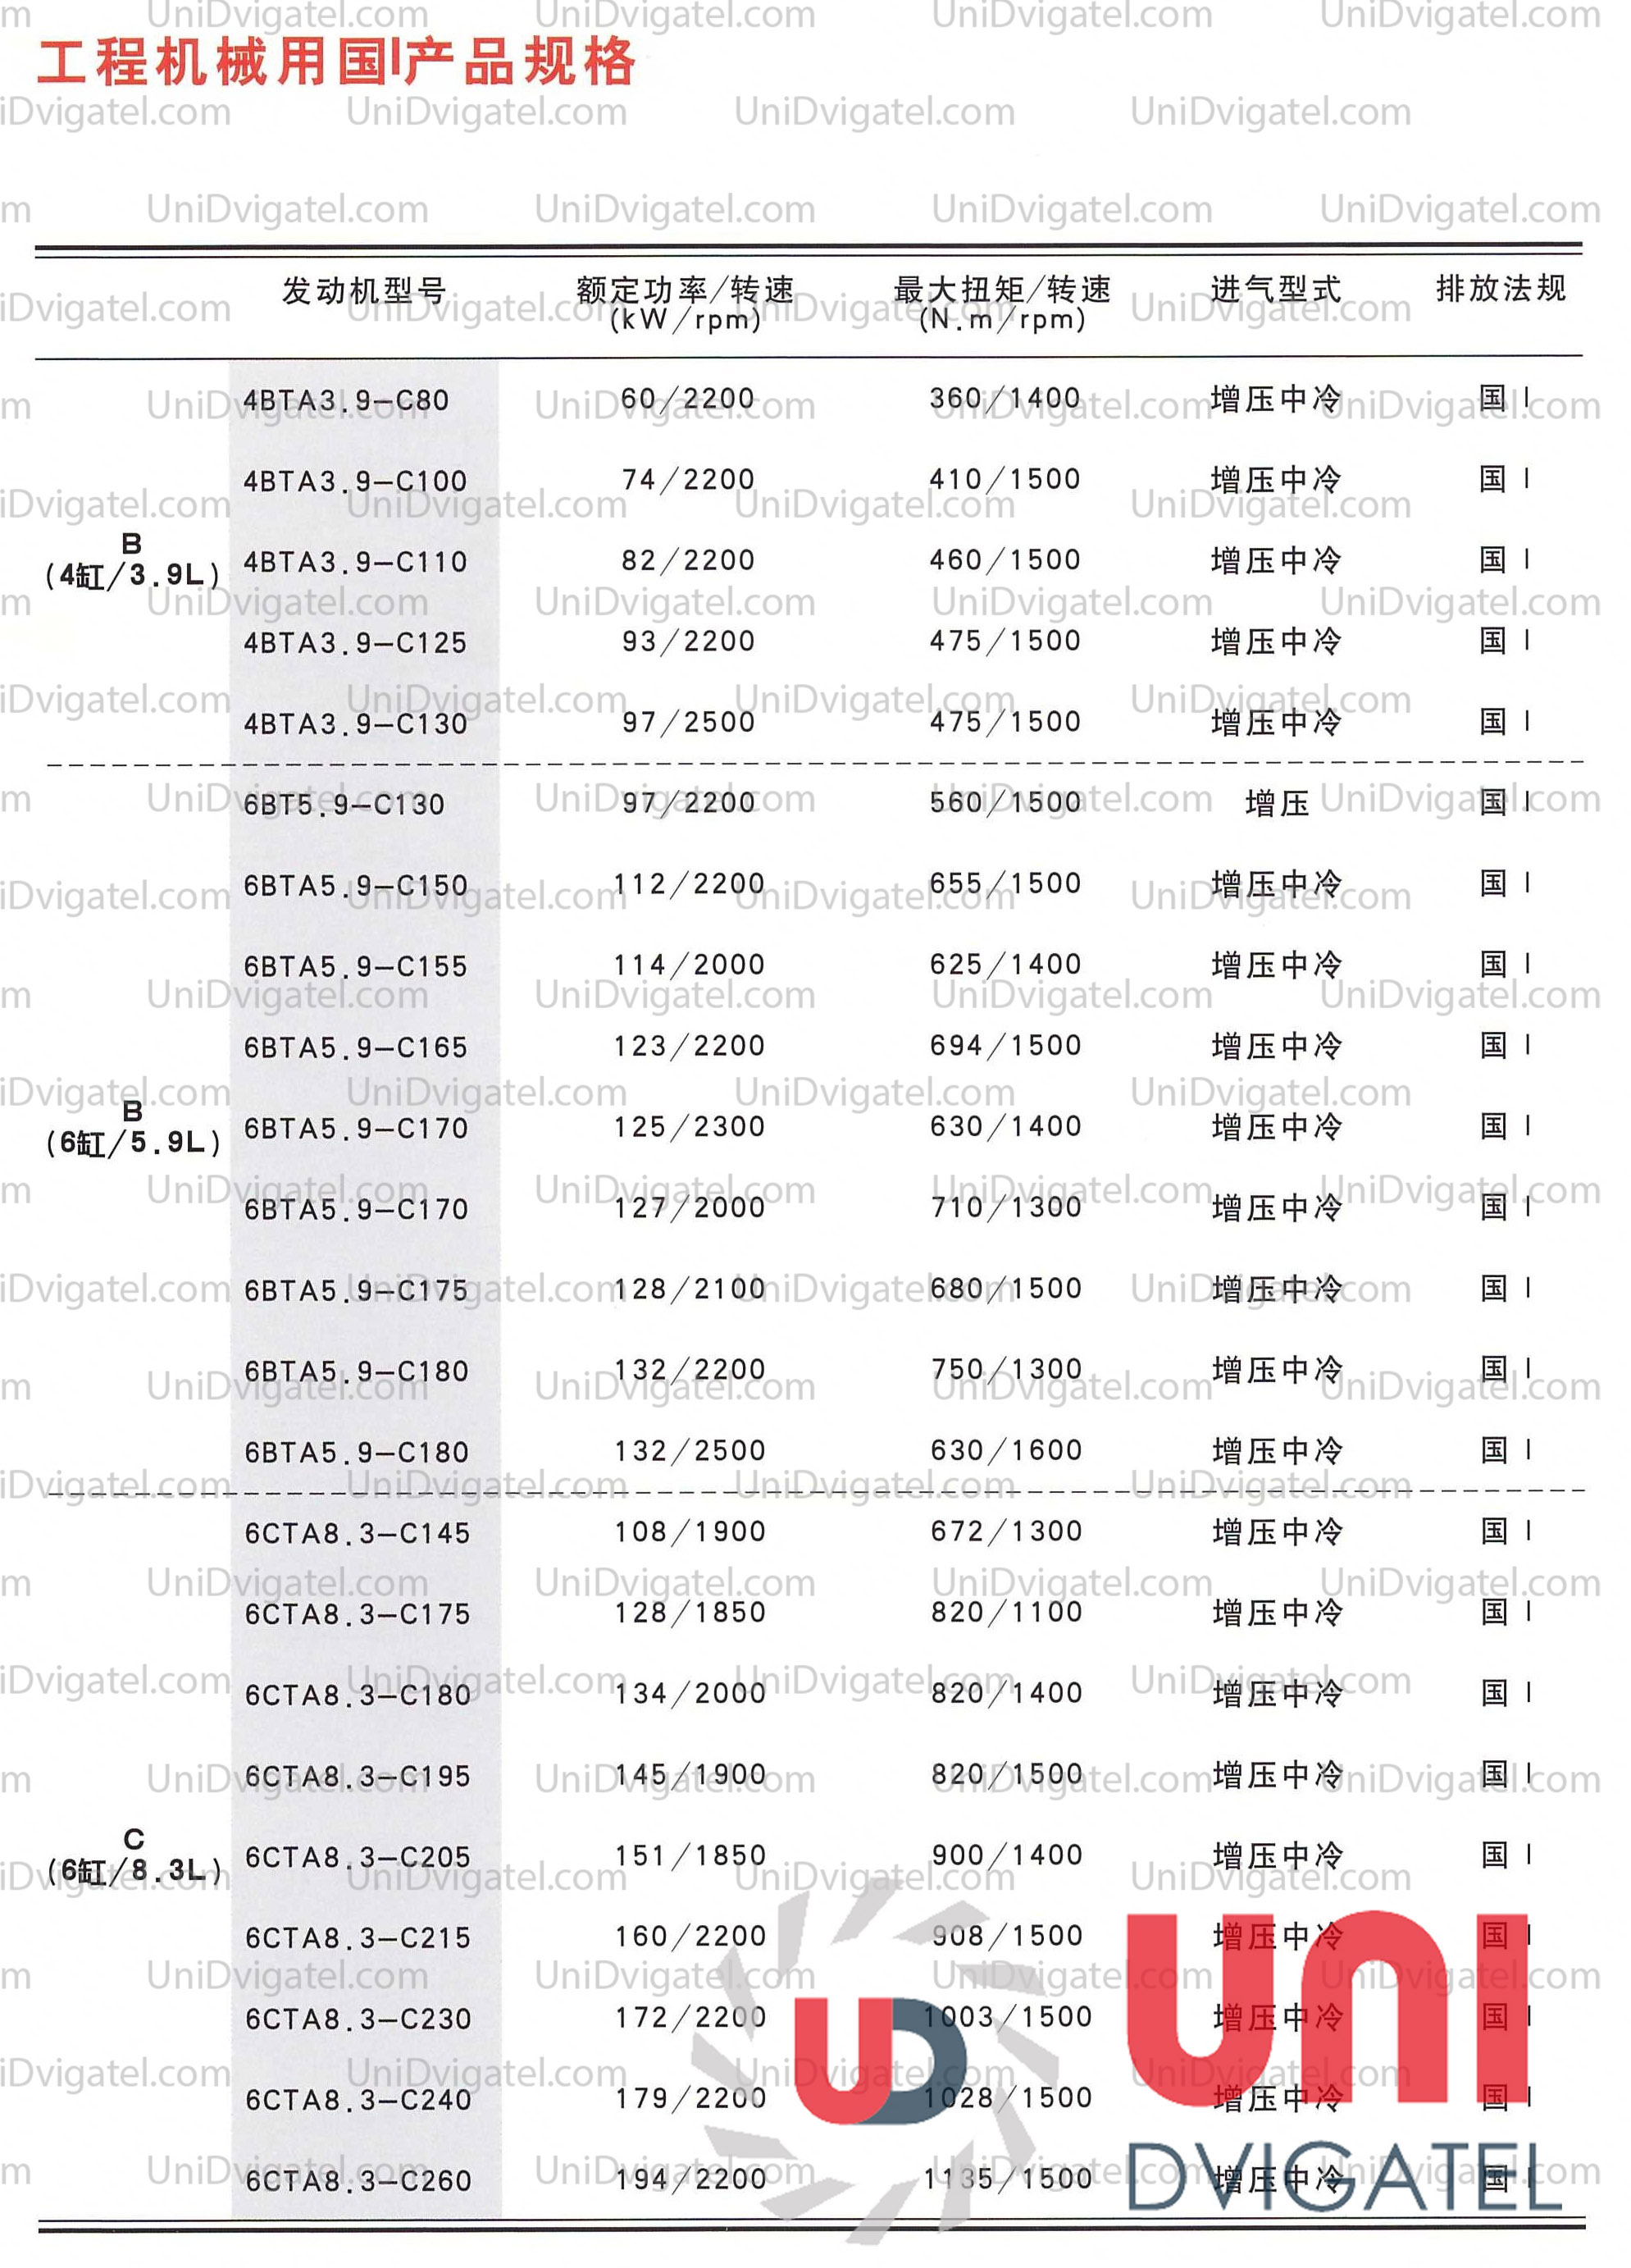 工程机械用国Ⅰ产品规格
发动机型号 额定功率/转速 最大扭矩/转速 进气型式 排放法规
(kW/rpm) (N.m/rpm)
4BTA3.9-C80 60/2200 360/1400 增压中冷 国Ⅰ
4BTA3.9-C100 74/2200 410/1500 增压中冷 国Ⅰ
B
(4缸/3.9L) 4BTA3.9-C110 82/2200 460/1500 增压中冷 国Ⅰ
4BTA3.9-C125 93/2200 475/1500 增压中冷 国Ⅰ
4BTA3.9-C130 97/2500 475/1500 增压中冷 国Ⅰ
6BT5.9-C130 97/2200 560/1500 增压 国Ⅰ
6BTA5.9-C150 112/2200 655/1500 增压中冷 国Ⅰ
6BTA5.9-C155 114/2000 625/1400 增压中冷 国Ⅰ
6BTA5.9-C165 123/2200 694/1500 增压中冷 国Ⅰ
B
(6缸/5.9L) 6BTA5.9-C170 125/2300 630/1400 增压中冷 国Ⅰ
6BTA5.9-C170 127/2000 710/1300 增压中冷 国Ⅰ
6BTA5.9-C175 128/2100 680/1500 增压中冷 国Ⅰ
6BTA5.9-C180 132/2200 750/1300 增压中冷 国Ⅰ
6BTA5.9-C180 132/2500 630/1600 增压中冷 国Ⅰ
6CTA8.3-C145 108/1900 672/1300 增压中冷 国Ⅰ
6CTA8.3-C175 128/1850 820/1100 增压中冷 国Ⅰ
6CTA8.3-C180 134/2000 820/1400 增压中冷 国Ⅰ
6CTA8.3-C195 145/1900 820/1500 增压中冷 国Ⅰ
C
(6缸/8.3L) 6CTA8.3-C205 151/1850 900/1400 增压中冷 国Ⅰ
6CTA8.3-C215 160/2200 908/1500 增压中冷 国Ⅰ
6CTA8.3-C230 172/2200 1003/1500 增压中冷 国Ⅰ
6CTA8.3-C240 179/2200 1028/1500 增压中冷 国Ⅰ
6CTA8.3-C260 194/2200 1135/1500 增压中冷 国Ⅰ
UD
UNI
DVIGATEL
UniDvigatel.com